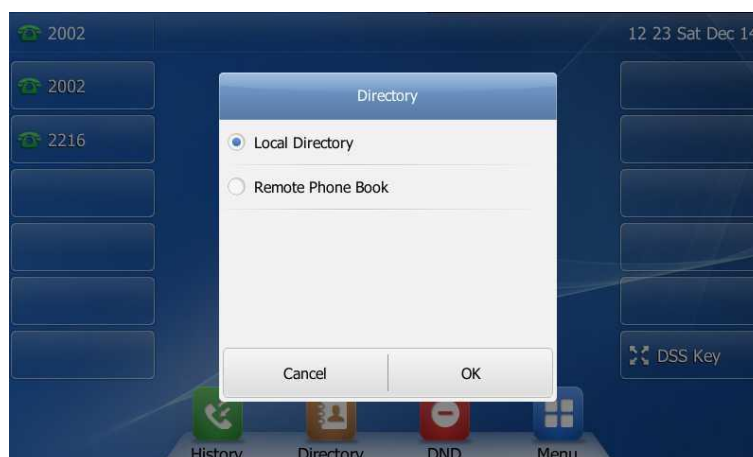 2002
12 23 Sat Dec 14
2002
2216
Directory
Local Directory
Remote Phone Book
Cancel
OK
DSS Key
History
Directory
DND
Menu